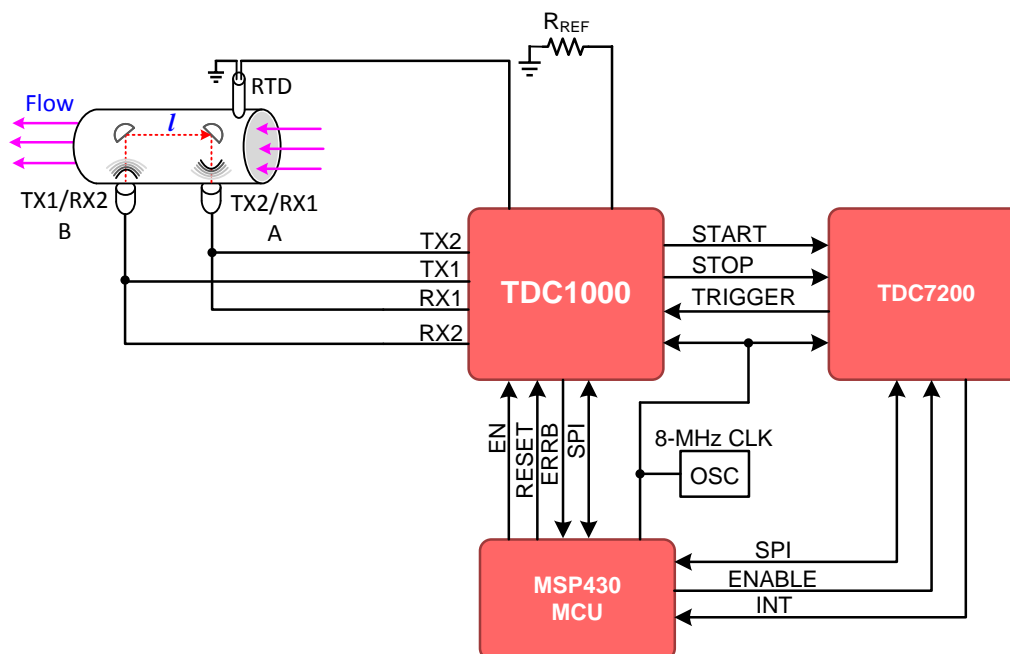 R_REF
RTD
Flow
l
TX1/RX2
B
TX2/RX1
A
TX2
TX1
RX1
RX2
TDC1000
START
STOP
TRIGGER
TDC7200
EN
RESET
ERRB
SPI
8-MHz CLK
OSC
MSP430
MCU
SPI
ENABLE
INT